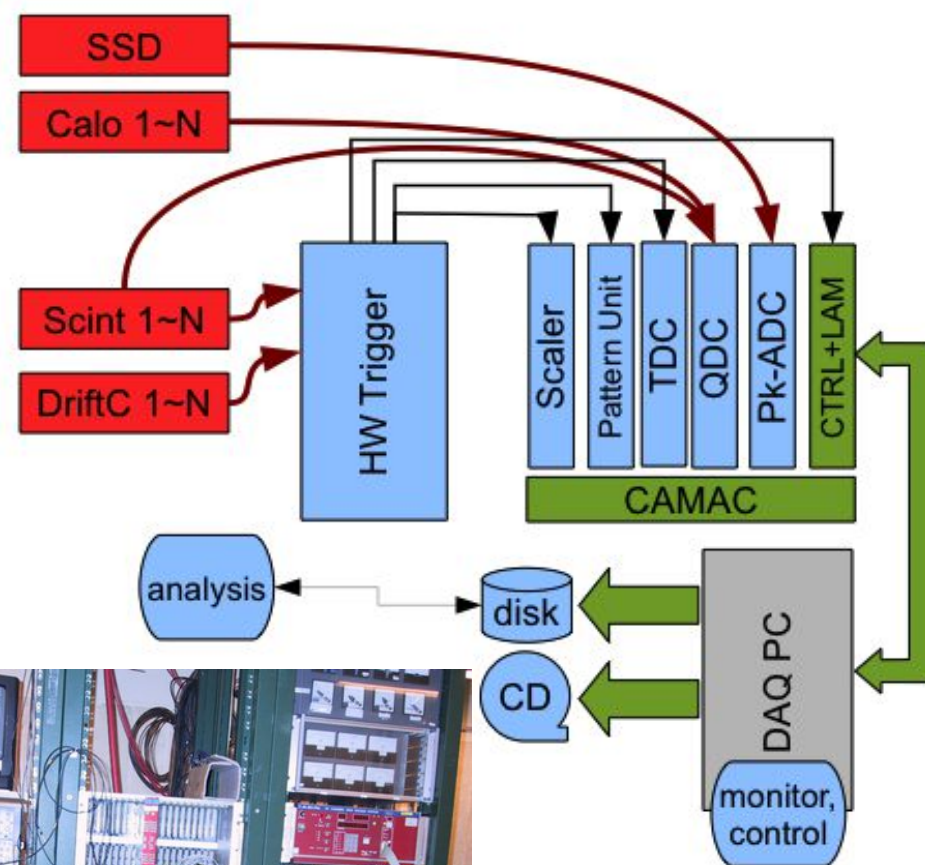 SSD
Calo 1~N
Scint 1~N
DriftC 1~N
HW Trigger
Scaler
Pattern Unit
TDC
QDC
Pk-ADC
CTRL+LAM
CAMAC
analysis
disk
CD
DAQ PC
monitor,
control